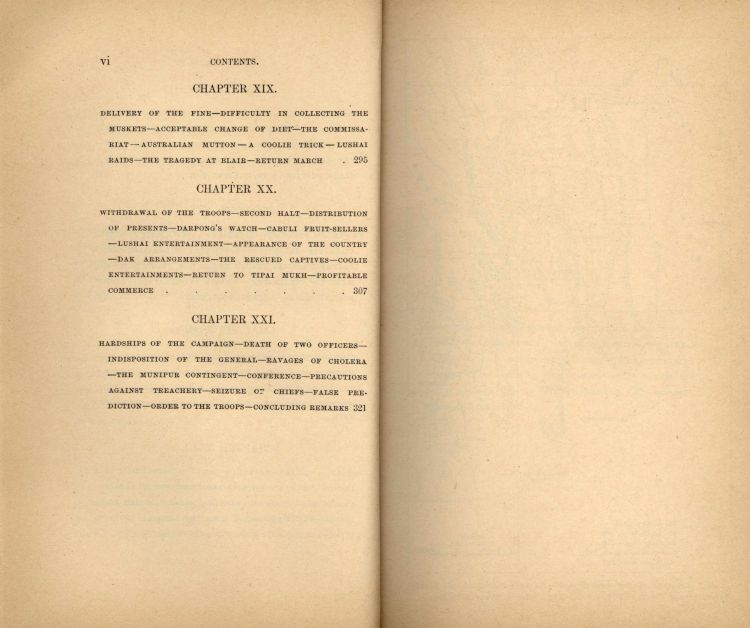 vi CONTENTS.
CHAPTER XIX.
DELIVERY OF THE FINE—DIFFICULTY IN COLLECTING THE
MUSKETS—ACCEPTABLE CHANGE OF DIET—THE COMMISSA-
RIAT—AUSTRALIAN MUTTON—A COOLIE TRICK—LUSHAI
RAIDS—THE TRAGEDY AT BLAIR—RETURN MARCH . 295
CHAPTER XX.
WITHDRAWAL OF THE TROOPS—SECOND HALT—DISTRIBUTION
OF PRESENTS—DARPONG'S WATCH—CABULI FRUIT-SELLERS
—LUSHAI ENTERTAINMENT—APPEARANCE OF THE COUNTRY
—DAK ARRANGEMENTS—THE RESCUED CAPTIVES—COOLIE
ENTERTAINMENTS—RETURN TO TIPAI MUKH—PROFITABLE
COMMERCE . . . . . . . 307
CHAPTER XXI.
HARDSHIPS OF THE CAMPAIGN—DEATH OF TWO OFFICERS—
INDISPOSITION OF THE GENERAL—RAVAGES OF CHOLERA
—THE MUNIPUR CONTINGENT—CONFERENCE—PRECAUTIONS
AGAINST TREACHERY—SEIZURE OF CHIEFS—FALSE PRE-
DICTION—ORDER TO THE TROOPS—CONCLUDING REMARKS 321